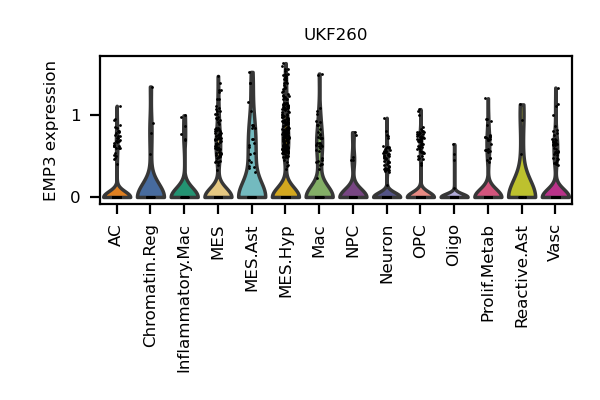 UKF260
EMP3 expression
1
0
AC
Chromatin.Reg
Inflammatory.Mac
MES
MES.Ast
MES.Hyp
Mac
NPC
Neuron
OPC
Oligo
Prolif.Metab
Reactive.Ast
Vasc